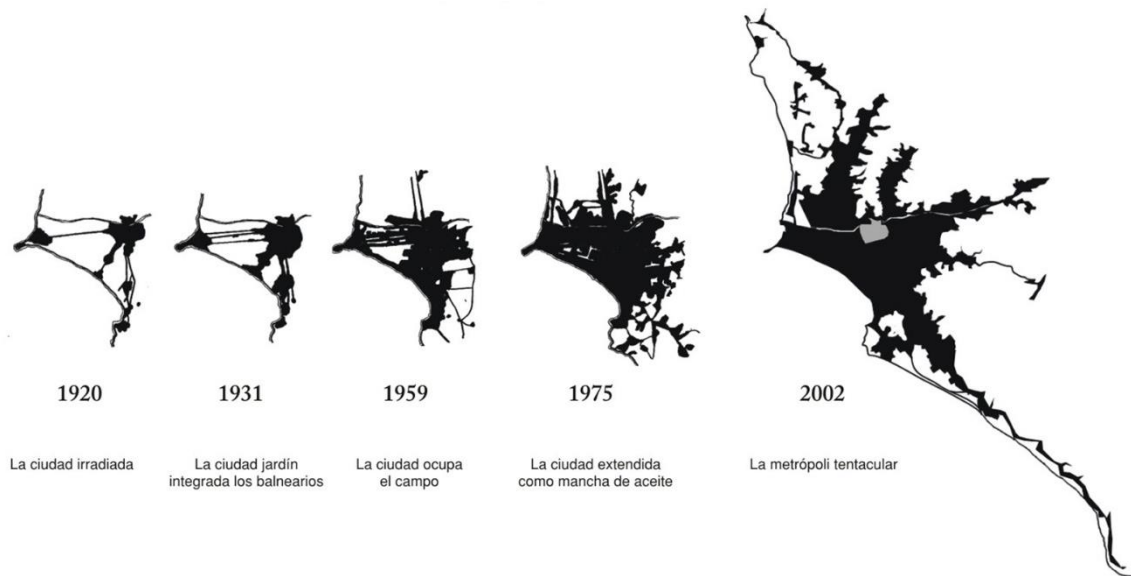 1920
1931
1959
1975
2002
La ciudad irradiada
La ciudad jardín
integrada los balnearios
La ciudad ocupa
el campo
La ciudad extendida
como mancha de aceite
La metrópoli tentacular